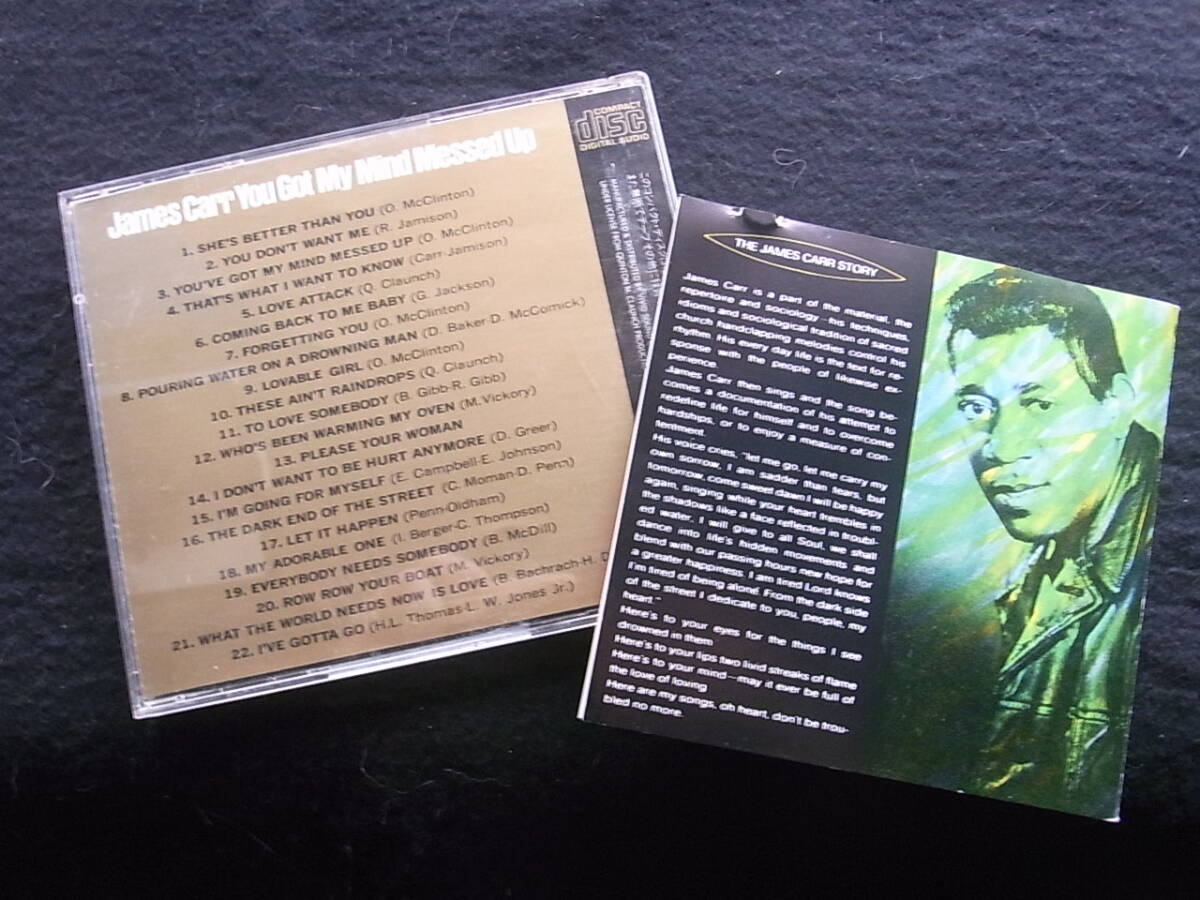 James Carr You Got My Mind Messed Up
1. SHE'S BETTER THAN YOU (O. McClinton)
2. YOU DON'T WANT ME (R. Jamison)
3. YOU'VE GOT MY MIND MESSED UP (O. McClinton)
4. THAT'S WHAT I WANT TO KNOW (Carr-Jamison)
5. LOVE ATTACK (Q. Claunch)
6. COMING BACK TO ME BABY (G. Jackson)
7. FORGETTING YOU (O. McClinton)
8. POURING WATER ON A DROWNING MAN (D. Baker-D. McCormick)
9. LOVABLE GIRL (O. McClinton)
10. THESE AIN'T RAINDROPS (Q. Claunch)
11. TO LOVE SOMEBODY (B. Gibb-R. Gibb)
12. WHO'S BEEN WARMING MY OVEN (M. Vickory)
13. PLEASE YOUR WOMAN
14. I DON'T WANT TO BE HURT ANYMORE (D. Greer)
15. I'M GOING FOR MYSELF (E. Campbell-E. Johnson)
16. THE DARK END OF THE STREET (C. Moman-D. Penn)
17. LET IT HAPPEN (Penn-Oldham)
18. MY ADORABLE ONE (I. Berger-C. Thompson)
19. EVERYBODY NEEDS SOMEBODY (B. McDill)
20. ROW ROW YOUR BOAT (M. Vickory)
21. WHAT THE WORLD NEEDS NOW IS LOVE (B. Bachrach-H. D
22. I'VE GOTTA GO (H.L. Thomas-L. W. Jones Jr.)
COMPACT
disc
DIGITAL AUDIO
MANUFACTURED & DISTRIBUTED BY
UNDER LICENSE FROM QUINTON M. CLAUNCH
THE JAMES CARR STORY
James Carr is a part of the material, the
repertoire and sociology-his techniques,
idioms and sociological tradition of sacred
church handclapping melodies control his
rhythm. His every day life is the text for re-
sponse with the people of likewise ex-
perience.
James Carr then sings and the song be-
comes a documentation of his attempt to
redefine life for himself and to overcome
hardships, or to enjoy a measure of con-
tentment.
His voice cries, "let me go, let me carry my
own sorrow, I am sadder than tears, but
tomorrow, come sweet dawn I will be happy
again, singing while your heart trembles in
the shadows like a face reflected in troubl-
ed water. I will give to all Soul, we shall
dance into life's hidden movements and
blend with our passing hours new hope for
a greater happiness. I am tired Lord knows
I'm tired of being alone. From the dark side
of the street I dedicate to you, people, my
heart."
Here's to your eyes for the things I see
drowned in them
Here's to your lips two livid streaks of flame
Here's to your mind—may it ever be full of
the love of loving
Here are my songs, oh heart, don't be trou-
bled no more.